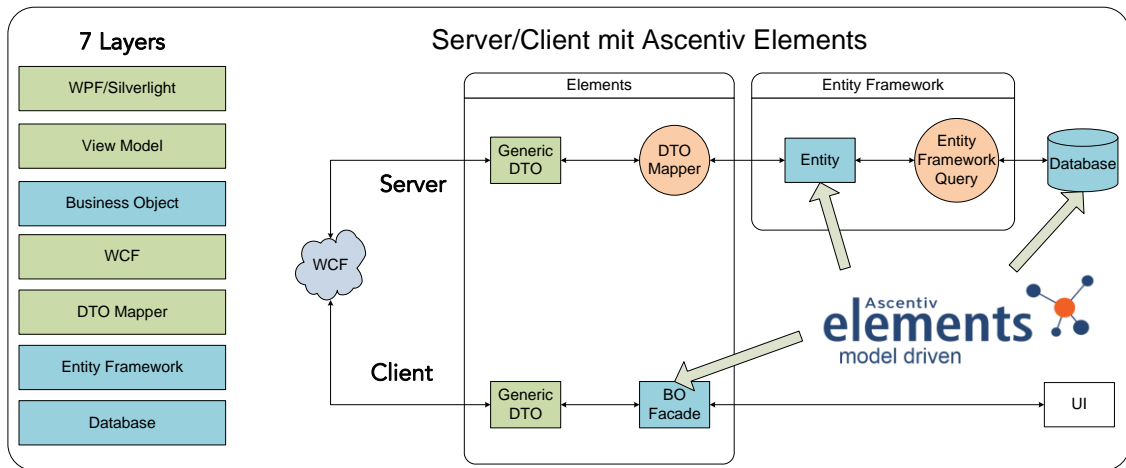 7 Layers
WPF/Silverlight
View Model
Business Object
WCF
DTO Mapper
Entity Framework
Database
Server/Client mit Ascentiv Elements
Elements
Entity Framework
Generic
DTO
DTO
Mapper
Entity
Entity
Framework
Query
Database
Server
WCF
Client
Ascentiv
elements
model driven
Generic
DTO
BO
Facade
UI